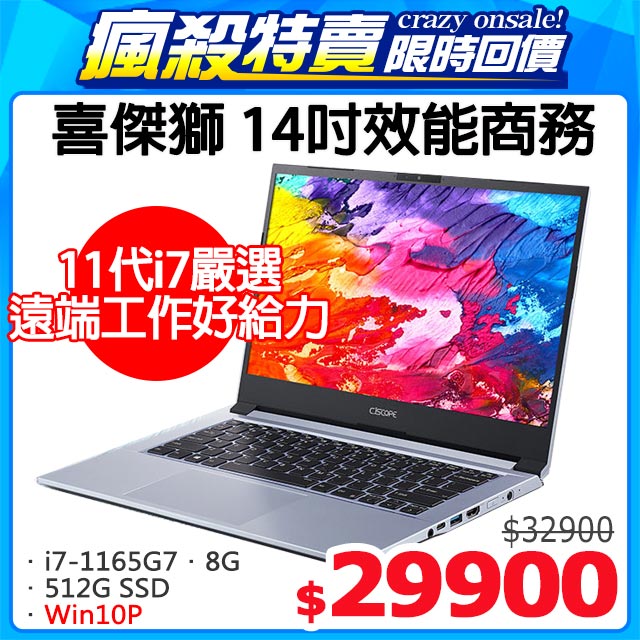 crazy onsale!
瘋殺特賣限時回價
喜傑獅 14吋效能商務
11代i7嚴選
遠端工作好給力
CJSCOPE
$32900
· i7-1165G7 · 8G
· 512G SSD
· Win10P
$29900